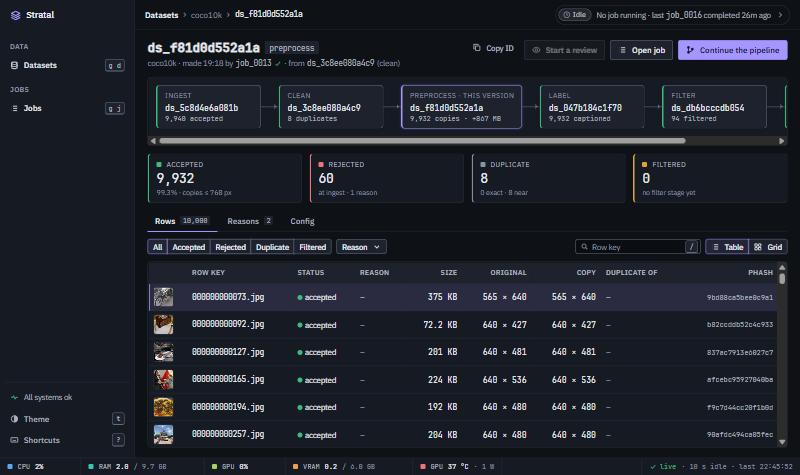 Stratal
Datasets › coco10k › ds_f81d0d552a1a
Idle No job running · last job_0016 completed 26m ago
DATA
Datasets g d
JOBS
Jobs g j
ds_f81d0d552a1a preprocess
coco10k · made 19:18 by job_0013 ✓ · from ds_3c8ee080a4c9 (clean)
Copy ID
Start a review
Open job
Continue the pipeline
INGEST
ds_5c8d4e6a081b
9,940 accepted
CLEAN
ds_3c8ee080a4c9
8 duplicates
PREPROCESS · THIS VERSION
ds_f81d0d552a1a
9,932 copies · +867 MB
LABEL
ds_047b184c1f70
9,932 captioned
FILTER
ds_db6bcccdb054
94 filtered
ACCEPTED
9,932
99.3% · copies ≤ 768 px
REJECTED
60
at ingest · 1 reason
DUPLICATE
8
0 exact · 8 near
FILTERED
0
no filter stage yet
Rows 10,000 Reasons 2 Config
All Accepted Rejected Duplicate Filtered Reason
Row key / Table Grid
ROW KEY STATUS REASON SIZE ORIGINAL COPY DUPLICATE OF PHASH
000000000073.jpg accepted – 375 KB 565 × 640 565 × 640 – 9bd88ca5bee0c9a1
000000000092.jpg accepted – 72.2 KB 640 × 427 640 × 427 – b82ccddb52c4c933
000000000127.jpg accepted – 201 KB 640 × 481 640 × 481 – 837ac7913e6027c7
000000000165.jpg accepted – 224 KB 640 × 536 640 × 536 – afcebc95927040ba
000000000194.jpg accepted – 192 KB 640 × 480 640 × 480 – f9c7d44cc20f1b0d
000000000257.jpg accepted – 204 KB 640 × 480 640 × 480 – 90afdc494ca05fec
All systems ok
Theme t
Shortcuts ?
CPU 2% RAM 2.0 / 9.7 GB GPU 0% VRAM 0.2 / 6.0 GB GPU 37 °C · 1 W ✓ live · 10 s idle · last 22:45:52